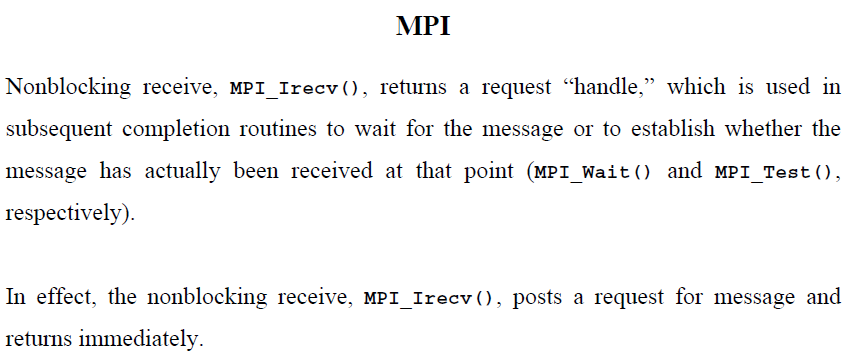 MPI
Nonblocking receive, MPI_Irecv(), returns a request “handle,” which is used in
subsequent completion routines to wait for the message or to establish whether the
message has actually been received at that point (MPI_Wait() and MPI_Test(),
respectively).
In effect, the nonblocking receive, MPI_Irecv(), posts a request for message and
returns immediately.